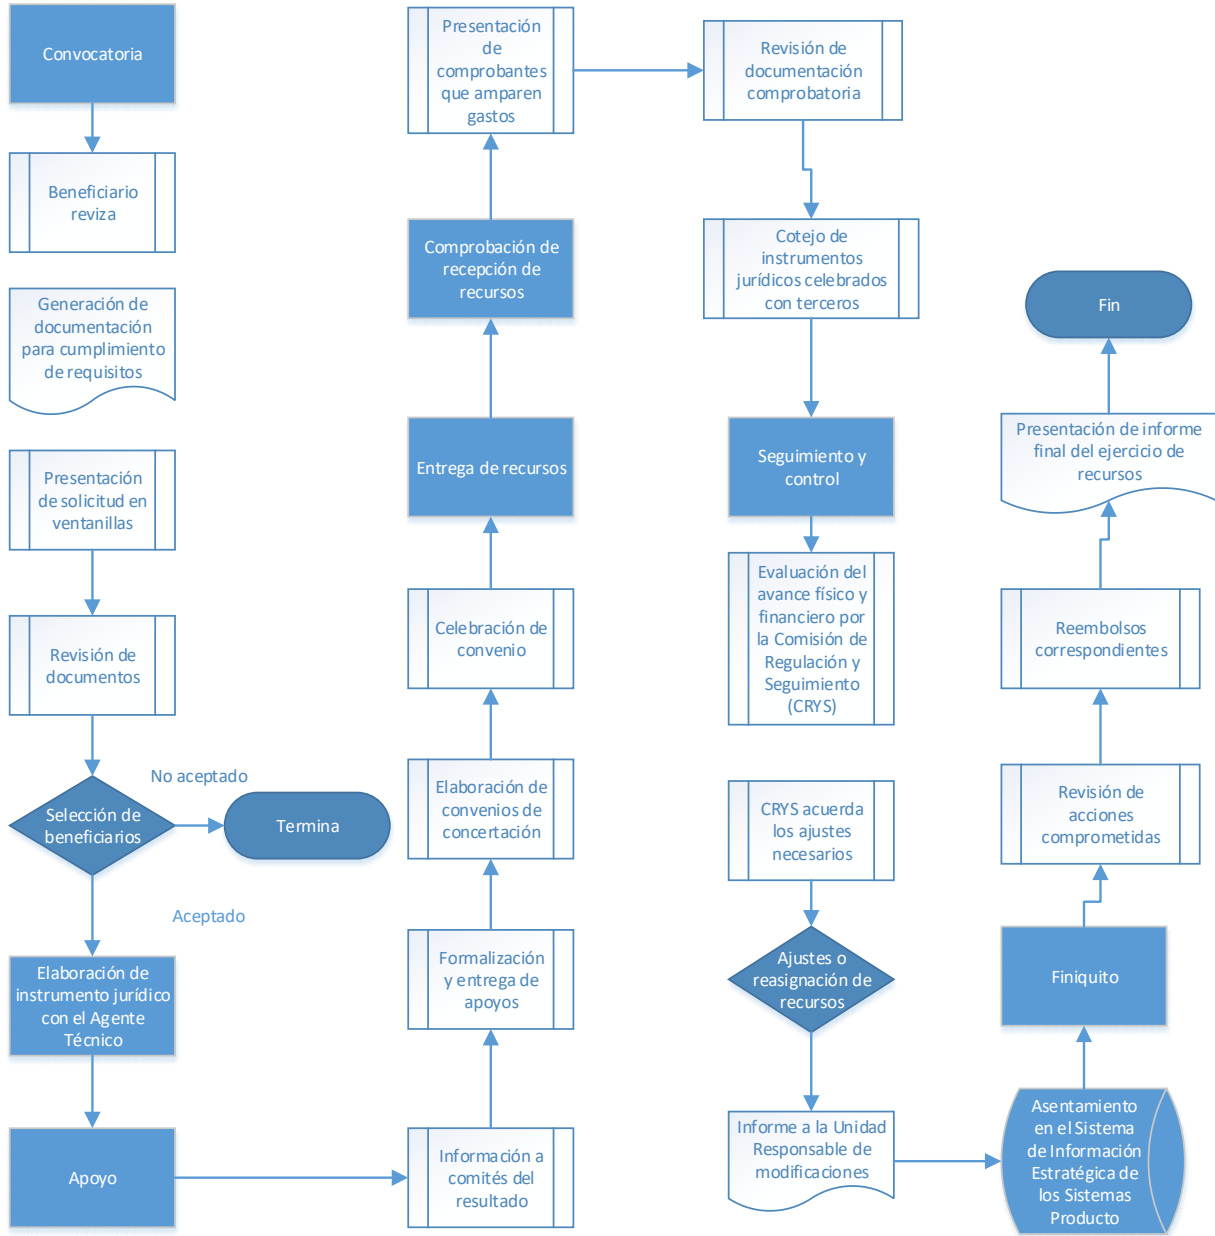 Convocatoria
Beneficiario
reviza
Generación de
documentación
para cumplimiento
de requisitos
Presentación
de solicitud en
ventanillas
Revisión de
documentos
Selección de
beneficiarios
No aceptado
Termina
Aceptado
Elaboración de
instrumento jurídico
con el Agente
Técnico
Apoyo
Información a
comités del
resultado
Formalización
y entrega de
apoyos
Elaboración de
convenios de
concertación
Celebración de
convenio
Entrega de recursos
Comprobación de
recepción de
recursos
Presentación
de
comprobantes
que amparen
gastos
Revisión de
documentación
comprobatoria
Cotejo de
instrumentos
jurídicos celebrados
con terceros
Seguimiento y
control
Evaluación del
avance físico y
financiero por
la Comisión de
Regulación y
Seguimiento
(CRYS)
CRYS acuerda
los ajustes
necesarios
Ajustes o
reasignación de
recursos
Informe a la Unidad
Responsable de
modificaciones
Asentamiento
en el Sistema
de Información
Estratégica de
los Sistemas
Producto
Finiquito
Revisión de
acciones
comprometidas
Reembolsos
correspondientes
Presentación de informe
final del ejercicio de
recursos
Fin